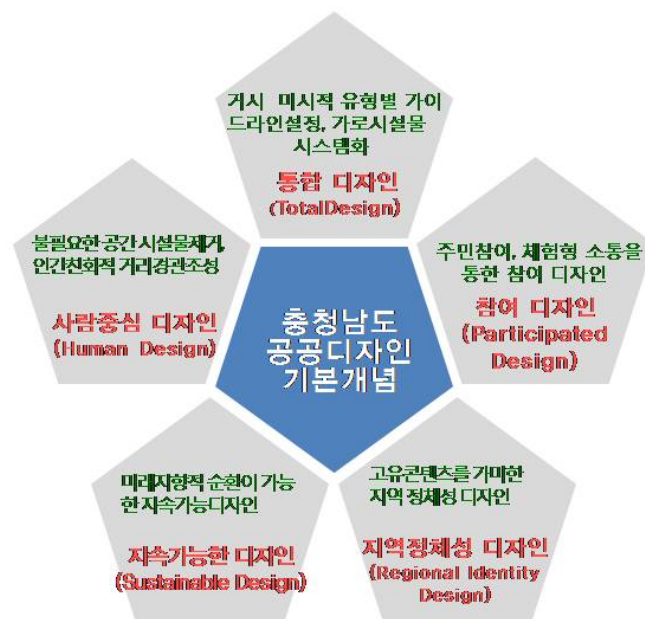 거시 미시적 유형별 가이
드라인설정, 가로시설물
시스템화
통합 디자인
(TotalDesign)
불필요한 공간 시설물제거,
인간친화적 거리경관조성
사람중심 디자인
(Human Design)
주민참여, 체험형 소통을
통한 참여 디자인
참여 디자인
(Participated
Design)
충청남도
공공디자인
기본개념
미래지향적 순환이 가능
한 지속가능디자인
지속가능한 디자인
(Sustainable Design)
고유콘텐츠를 가미한
지역 정체성 디자인
지역정체성 디자인
(Regional Identity
Design)